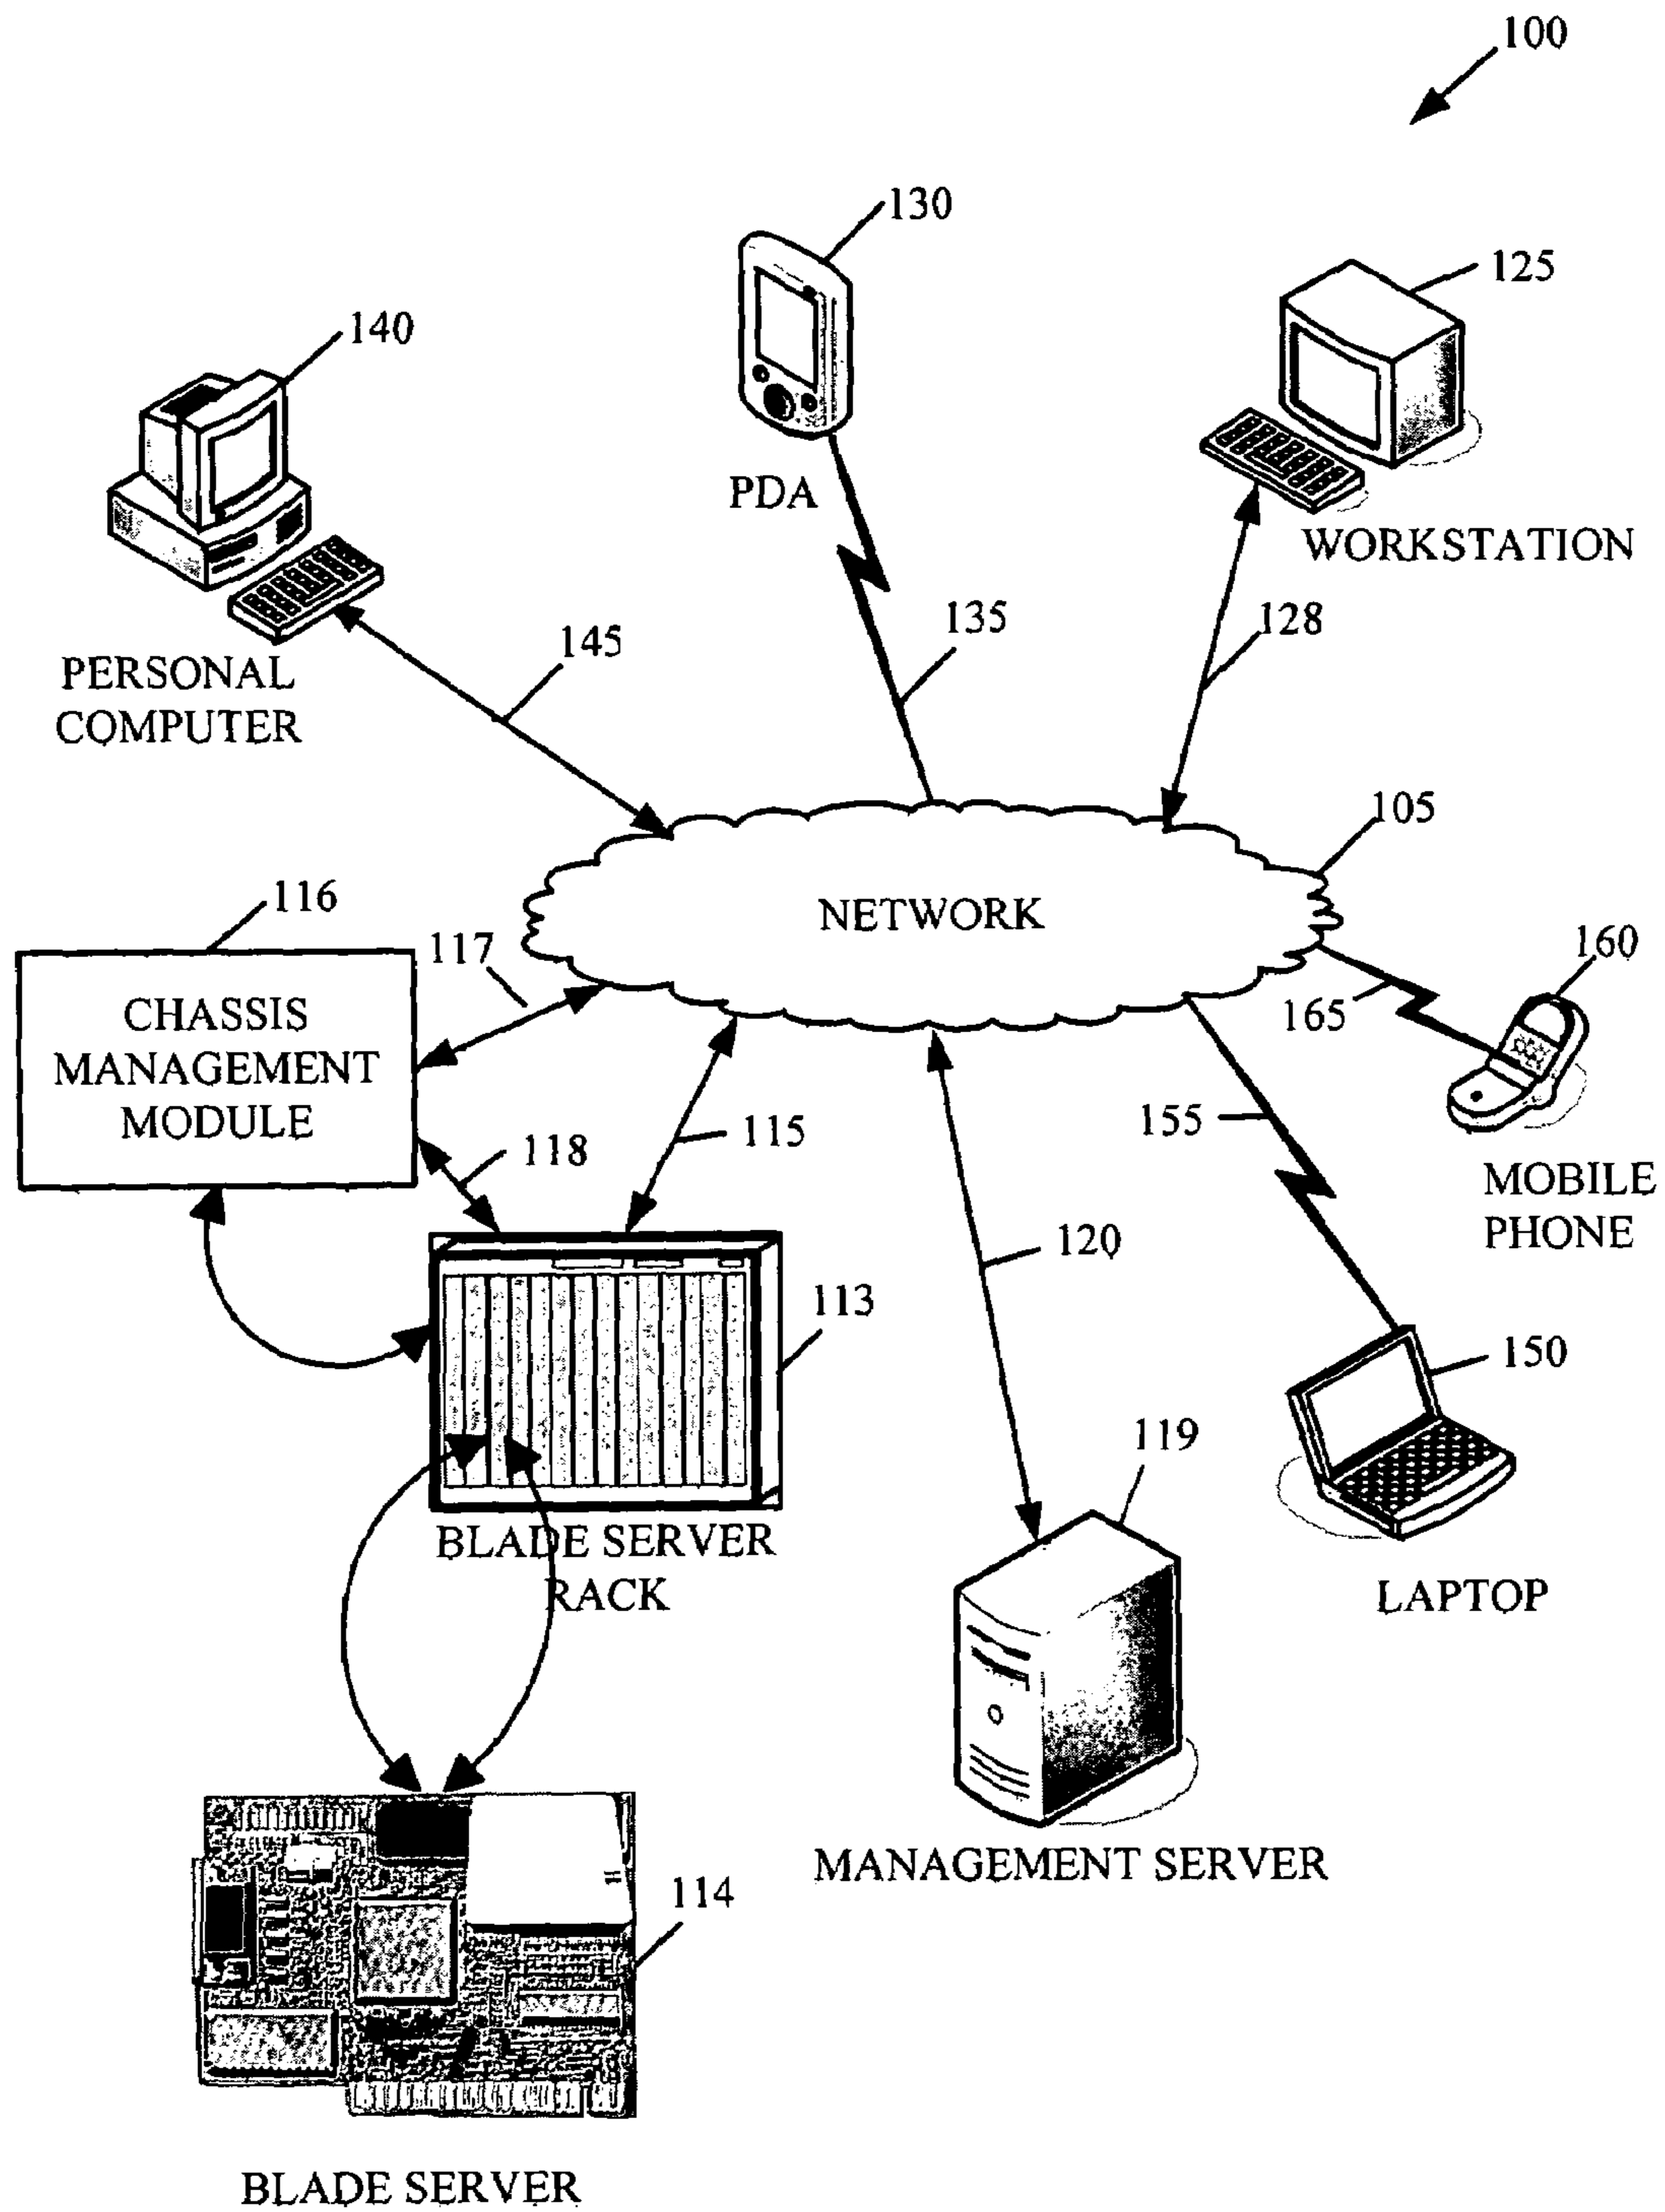 100
130
125
140
PDA
WORKSTATION
145
135
128
PERSONAL
COMPUTER
105
116
117
NETWORK
160
165
CHASSIS
MANAGEMENT
MODULE
118
115
155
MOBILE
PHONE
120
113
150
119
BLADE SERVER
RACK
LAPTOP
MANAGEMENT SERVER
114
BLADE SERVER